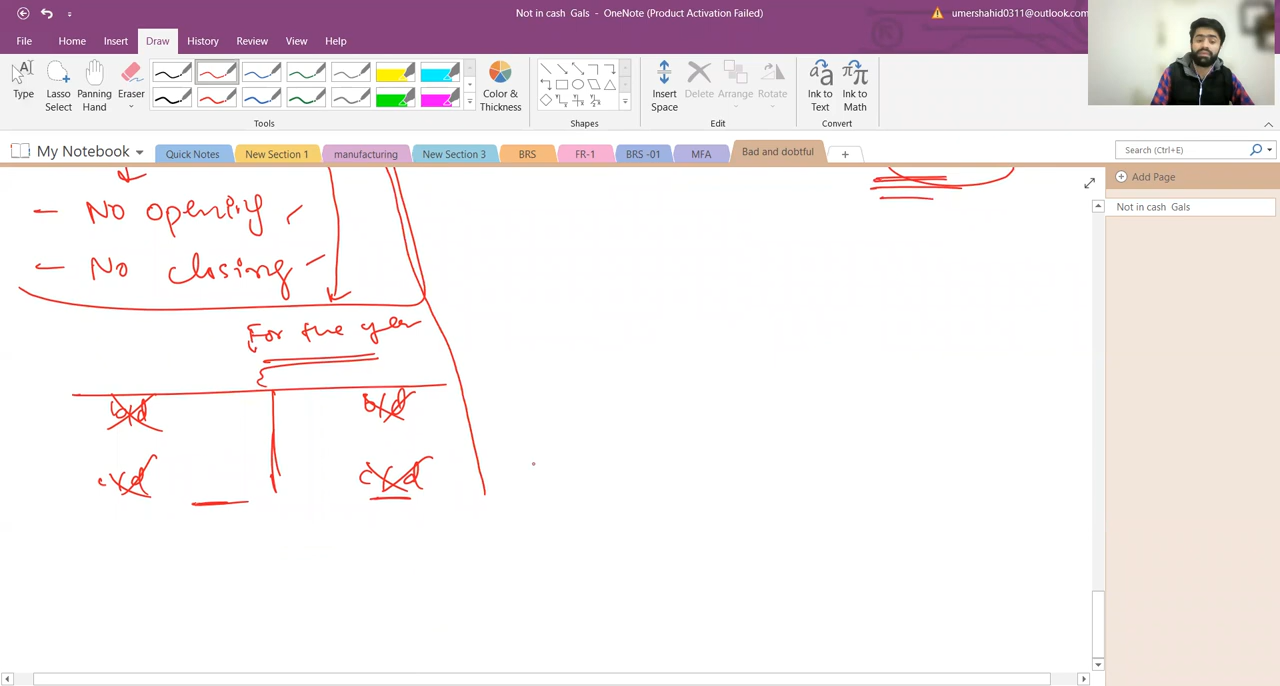 Not in cash Gals - OneNote (Product Activation Failed)
umershahid0311@outlook.com
File Home Insert Draw History Review View Help
Type
Lasso Select
Panning Hand
Eraser
Color & Thickness
Insert Space
Delete
Arrange
Rotate
Ink to Text
Ink to Math
Tools
Shapes
Edit
Convert
My Notebook
Quick Notes
New Section 1
manufacturing
New Section 3
BRS
FR-1
BRS -01
MFA
Bad and dobtful
Search (Ctrl+E)
Add Page
Not in cash Gals
- No opening
- No closing
For the year
b/d b/d
c/d c/d